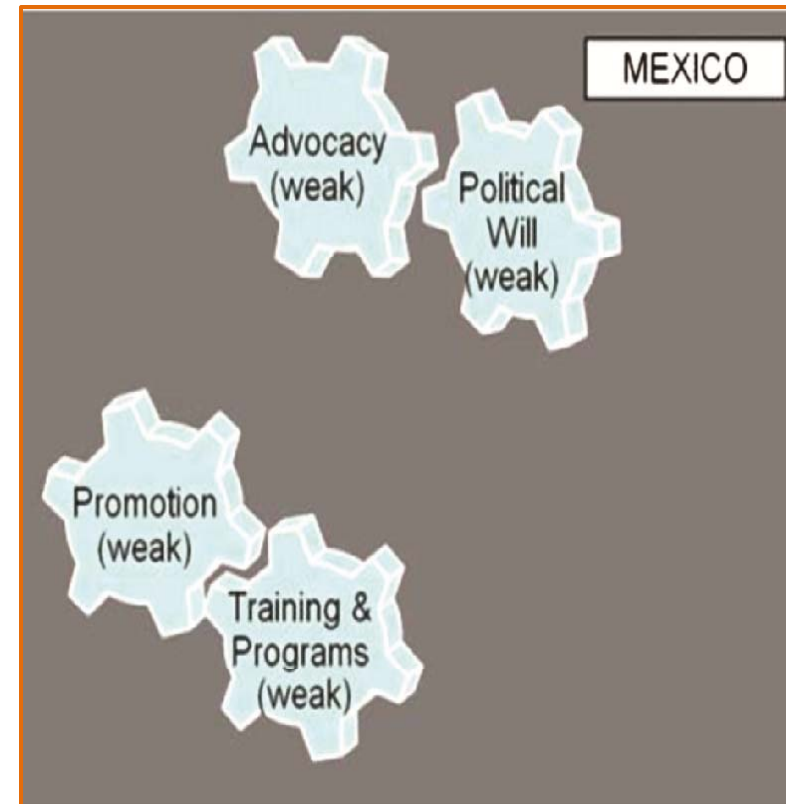 MEXICO
Advocacy
(weak)
Political
Will
(weak)
Promotion
(weak)
Training &
Programs
(weak)